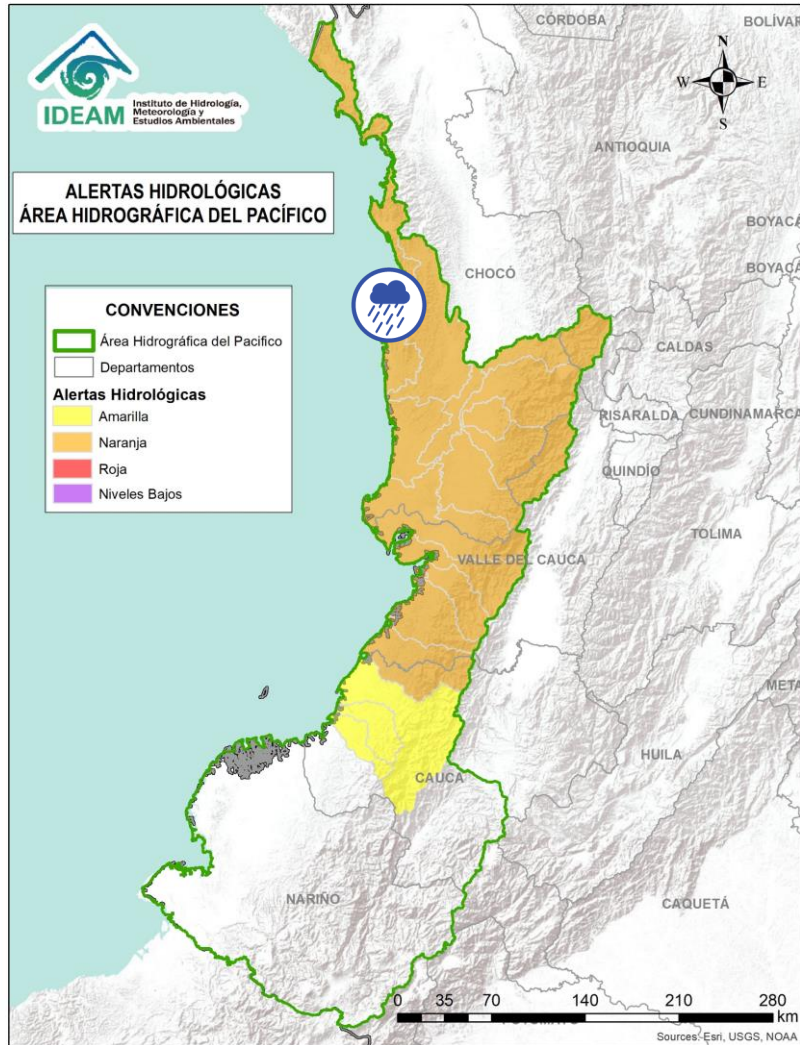 IDEAM
Instituto de Hidrología,
Meteorología y
Estudios Ambientales
ALERTAS HIDROLÓGICAS
ÁREA HIDROGRÁFICA DEL PACÍFICO
CONVENCIONES
Área Hidrográfica del Pacifico
Departamentos
Alertas Hidrológicas
Amarilla
Naranja
Roja
Niveles Bajos
CÓRDOBA
BOLÍVAR
N
W
E
S
ANTIOQUIA
BOYACÁ
CHOCÓ
BOYACÁ
CALDAS
RISARALDA
CUNDINAMARCA
QUINDÍO
TOLIMA
VALLE DEL CAUCA
META
HUILA
CAUCA
NARIÑO
CAQUETÁ
0 35 70 140 210 280
km
Sources: Esri, USGS, NOAA